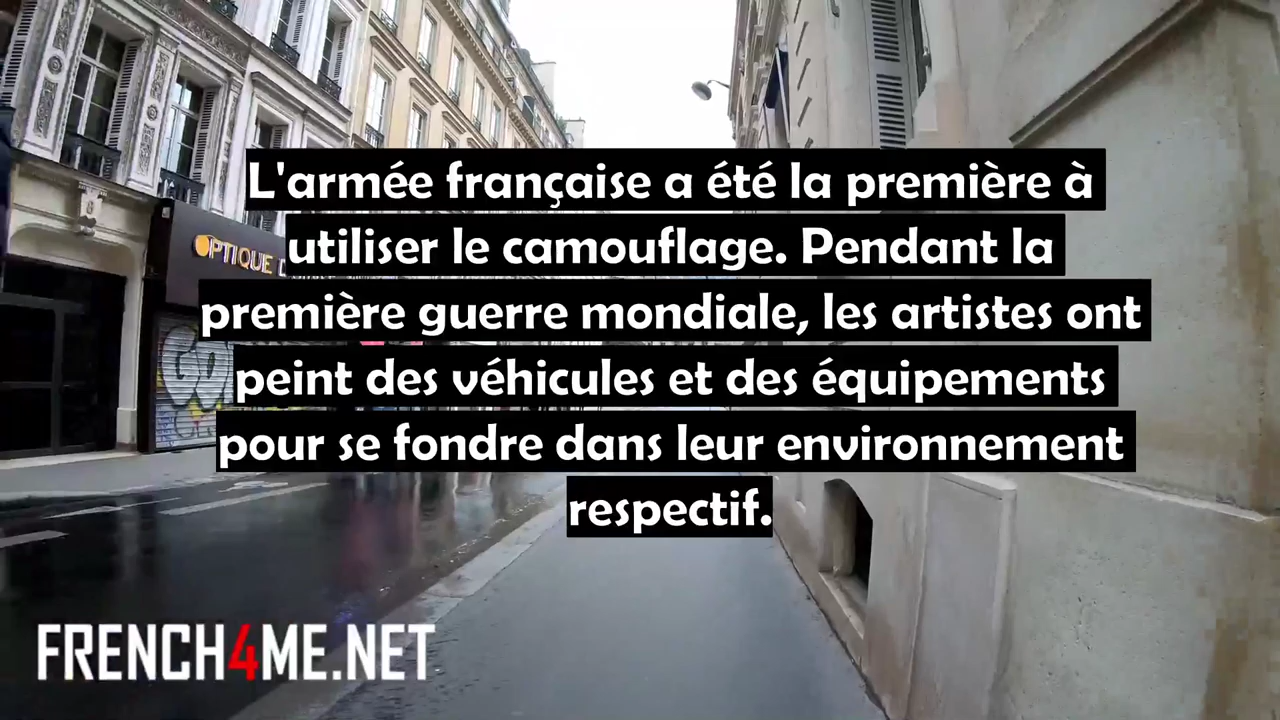 L'armée française a été la première à
utiliser le camouflage. Pendant la
première guerre mondiale, les artistes ont
peint des véhicules et des équipements
pour se fondre dans leur environnement
respectif.
OPTIQUE
FRENCH4ME.NET